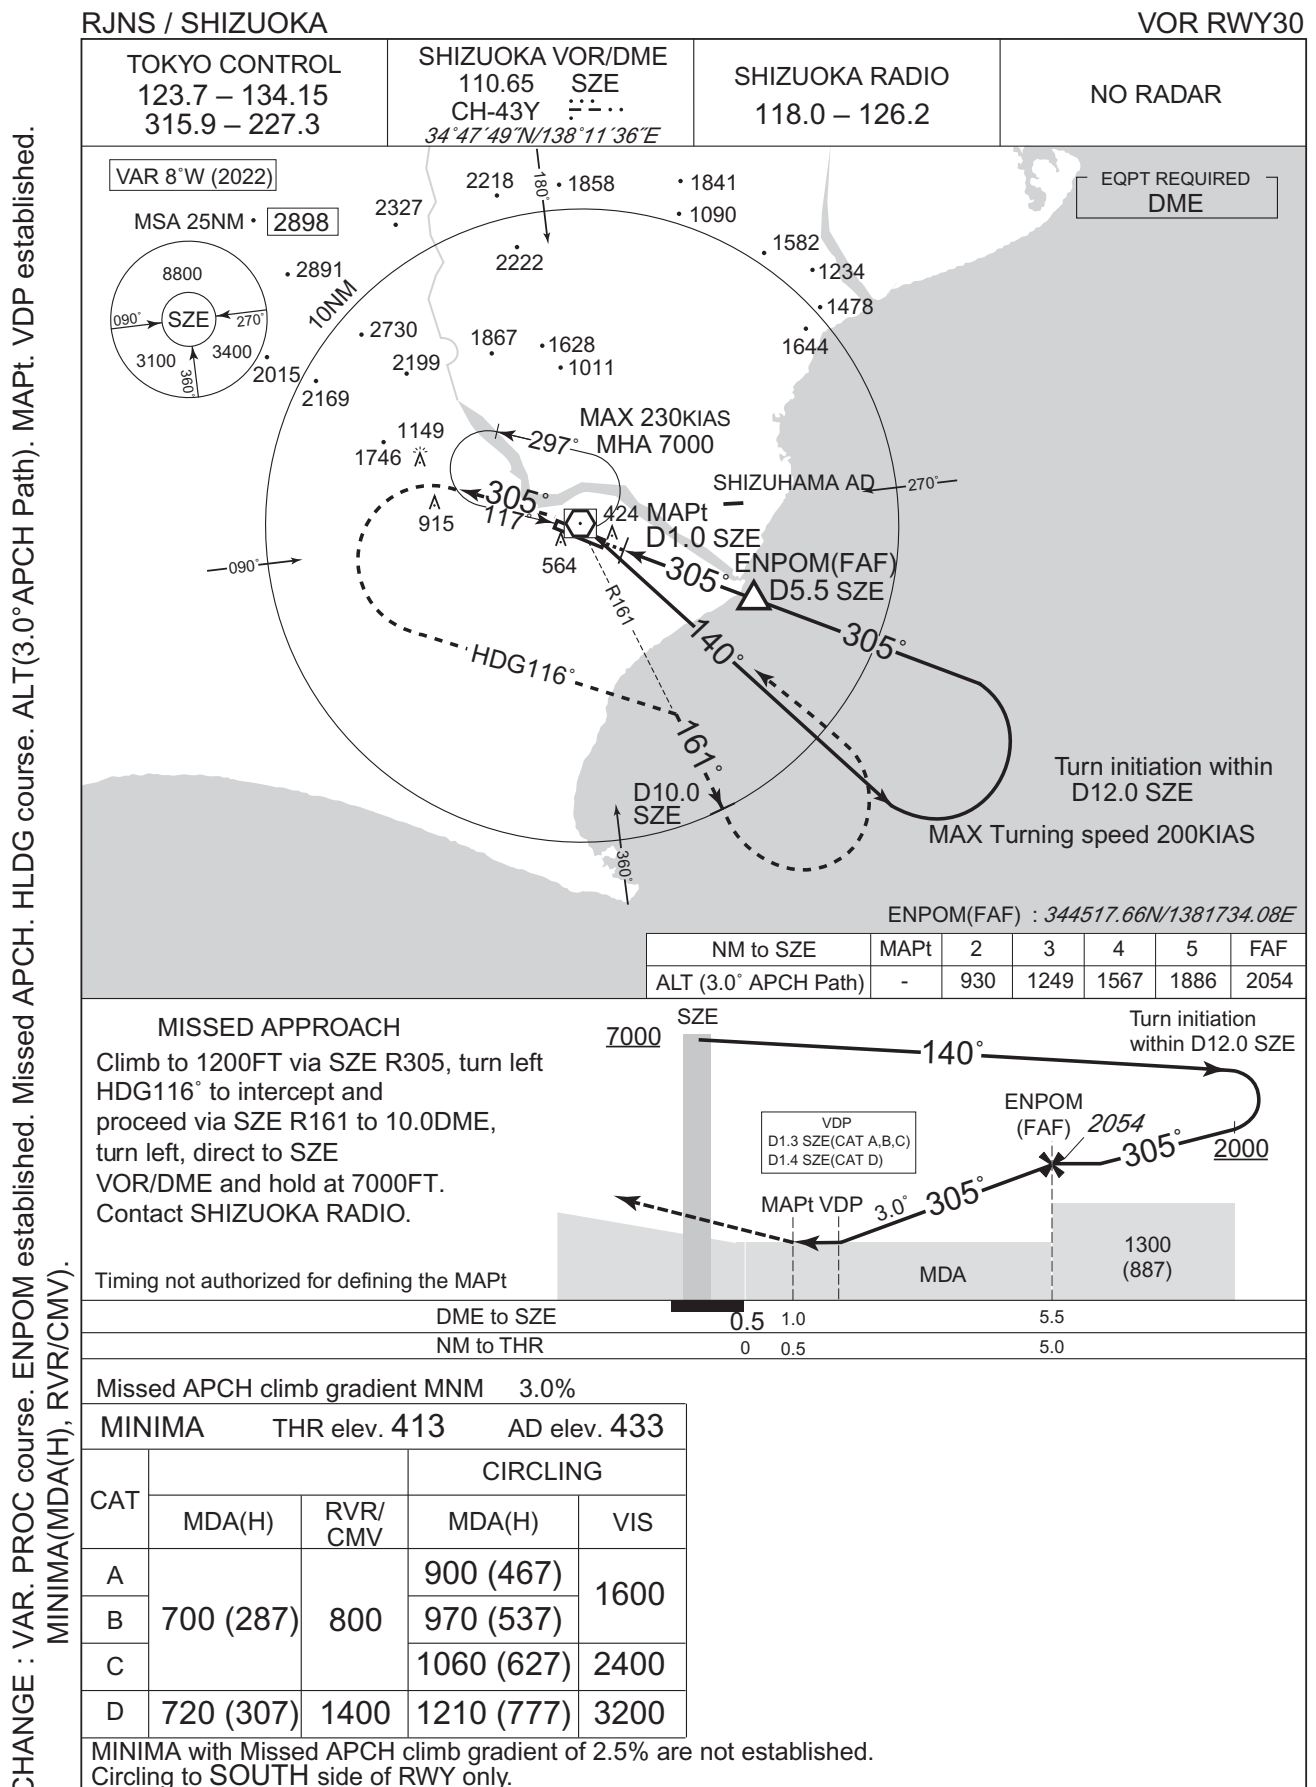 RJNS / SHIZUOKA
VOR RWY30
TOKYO CONTROL
123.7 – 134.15
315.9 – 227.3
SHIZUOKA VOR/DME
110.65 SZE
CH-43Y
34˚47´49˝N/138˚11´36˝E
SHIZUOKA RADIO
118.0 – 126.2
NO RADAR
VAR 8˚W (2022)
MSA 25NM
2898
8800
SZE
090˚
270˚
3100
3400
360˚
EQPT REQUIRED
DME
180˚
2218
1858
1841
1090
2327
2222
1582
1234
1478
1644
2891
10NM
2730
2199
1867
1628
1011
2015
2169
1149
1746
915
MAX 230KIAS
MHA 7000
297˚
305˚
117˚
SHIZUHAMA AD
270˚
424
MAPt
D1.0 SZE
564
ENPOM(FAF)
D5.5 SZE
305˚
090˚
R161
305˚
140˚
HDG116˚
161˚
D10.0
SZE
360˚
Turn initiation within
D12.0 SZE
MAX Turning speed 200KIAS
ENPOM(FAF) : 344517.66N/1381734.08E
NM to SZE MAPt 2 3 4 5 FAF
ALT (3.0˚ APCH Path) - 930 1249 1567 1886 2054
MISSED APPROACH
Climb to 1200FT via SZE R305, turn left
HDG116˚ to intercept and
proceed via SZE R161 to 10.0DME,
turn left, direct to SZE
VOR/DME and hold at 7000FT.
Contact SHIZUOKA RADIO.
Timing not authorized for defining the MAPt
7000
SZE
140˚
Turn initiation
within D12.0 SZE
VDP
D1.3 SZE(CAT A,B,C)
D1.4 SZE(CAT D)
ENPOM
(FAF)
2054
305˚
2000
MAPt VDP
3.0˚
305˚
MDA
1300
(887)
DME to SZE 0.5 1.0 5.5
NM to THR 0 0.5 5.0
Missed APCH climb gradient MNM 3.0%
MINIMA THR elev. 413 AD elev. 433
CAT
CIRCLING
MDA(H)
RVR/
CMV
MDA(H)
VIS
A 700 (287) 800 900 (467) 1600
B 970 (537)
C 1060 (627) 2400
D 720 (307) 1400 1210 (777) 3200
MINIMA with Missed APCH climb gradient of 2.5% are not established.
Circling to SOUTH side of RWY only.
CHANGE : VAR. PROC course. ENPOM established. Missed APCH. HLDG course. ALT(3.0°APCH Path). MAPt. VDP established.
MINIMA(MDA(H), RVR/CMV).